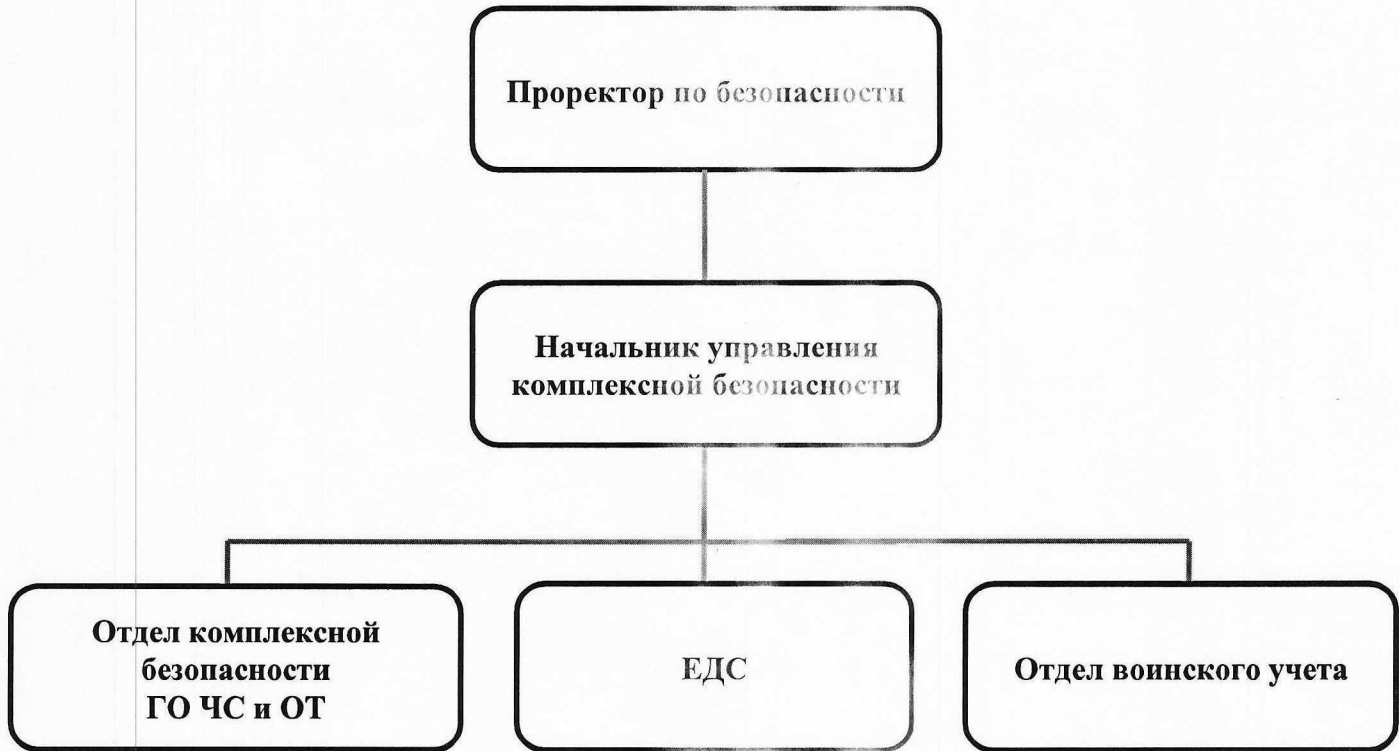 Проректор по безопасности
Начальник управления
комплексной безопасности
Отдел комплексной
безопасности
ГО ЧС и ОТ
ЕДС
Отдел воинского учета